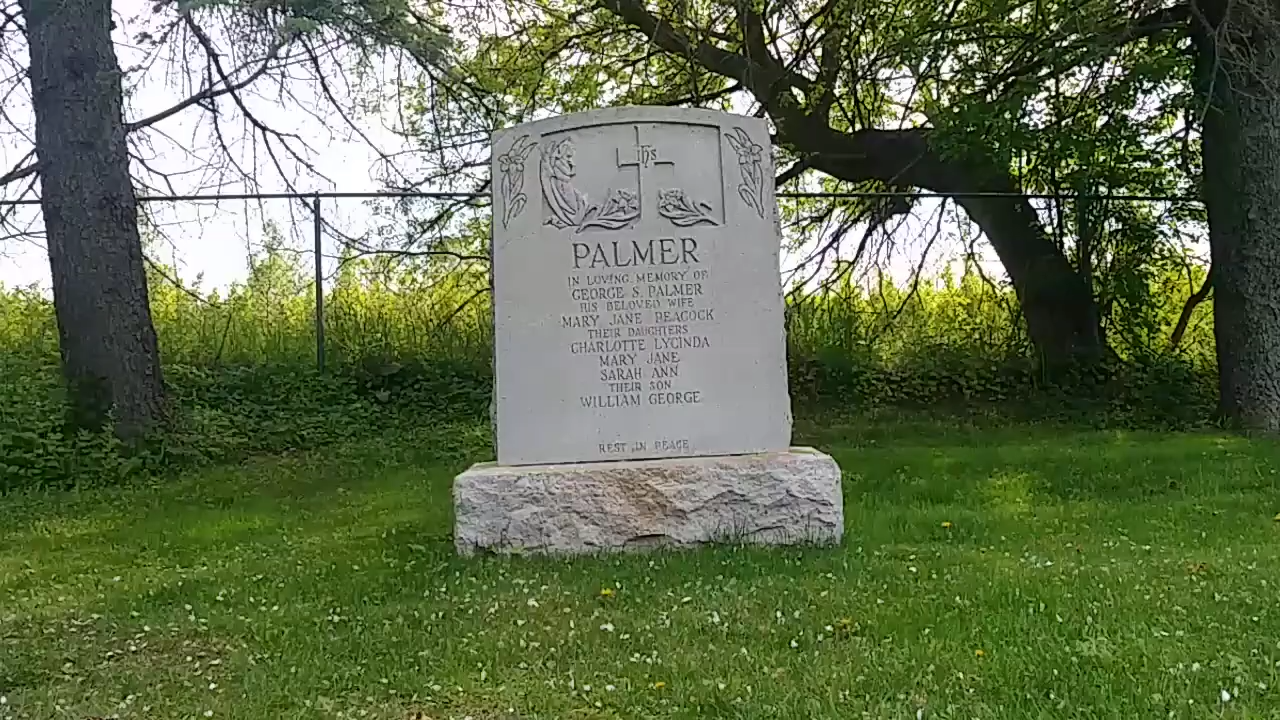 IHS
PALMER
IN LOVING MEMORY OF
GEORGE S. PALMER
HIS BELOVED WIFE
MARY JANE PEACOCK
THEIR DAUGHTERS
CHARLOTTE LYCINDA
MARY JANE
SARAH ANN
THEIR SON
WILLIAM GEORGE
REST IN PEACE